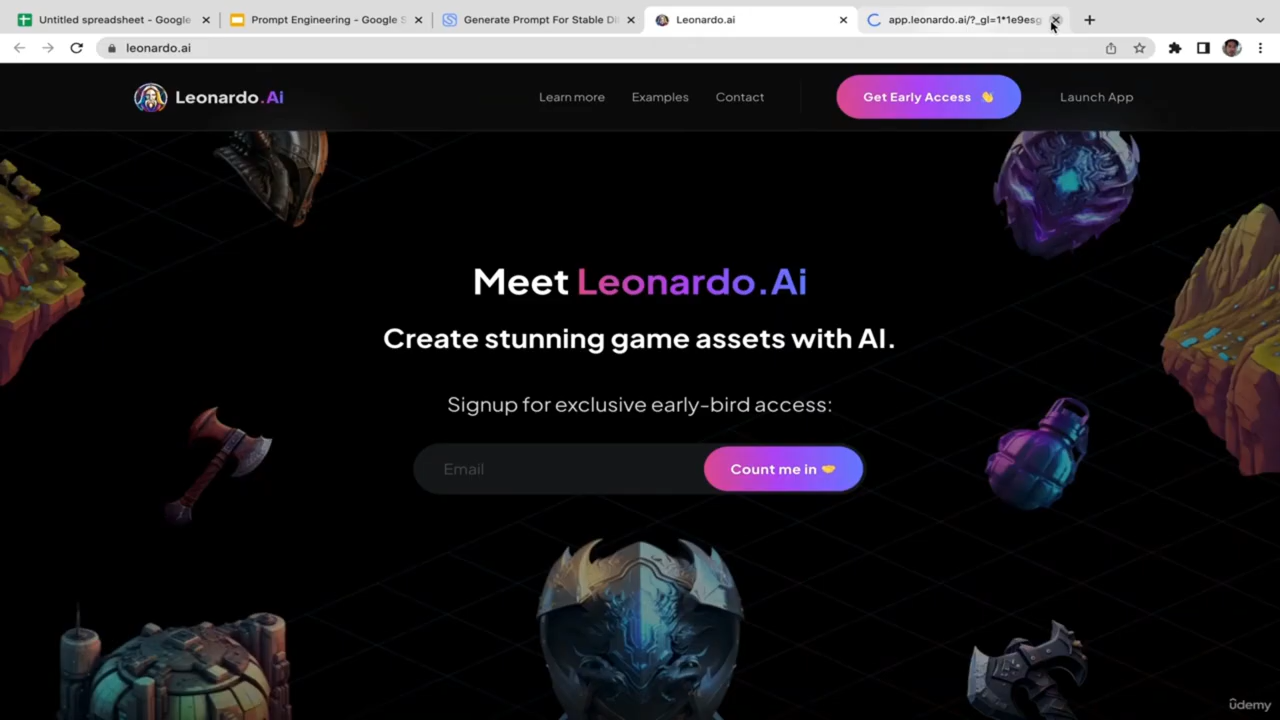 Untitled spreadsheet - Google
Prompt Engineering - Google S
Generate Prompt For Stable Di
Leonardo.ai
app.leonardo.ai/?_gl=1*1e9esg
leonardo.ai
Leonardo.Ai
Learn more
Examples
Contact
Get Early Access 👋
Launch App
Meet Leonardo.Ai
Create stunning game assets with AI.
Signup for exclusive early-bird access:
Email
Count me in 🤝
ûdemy